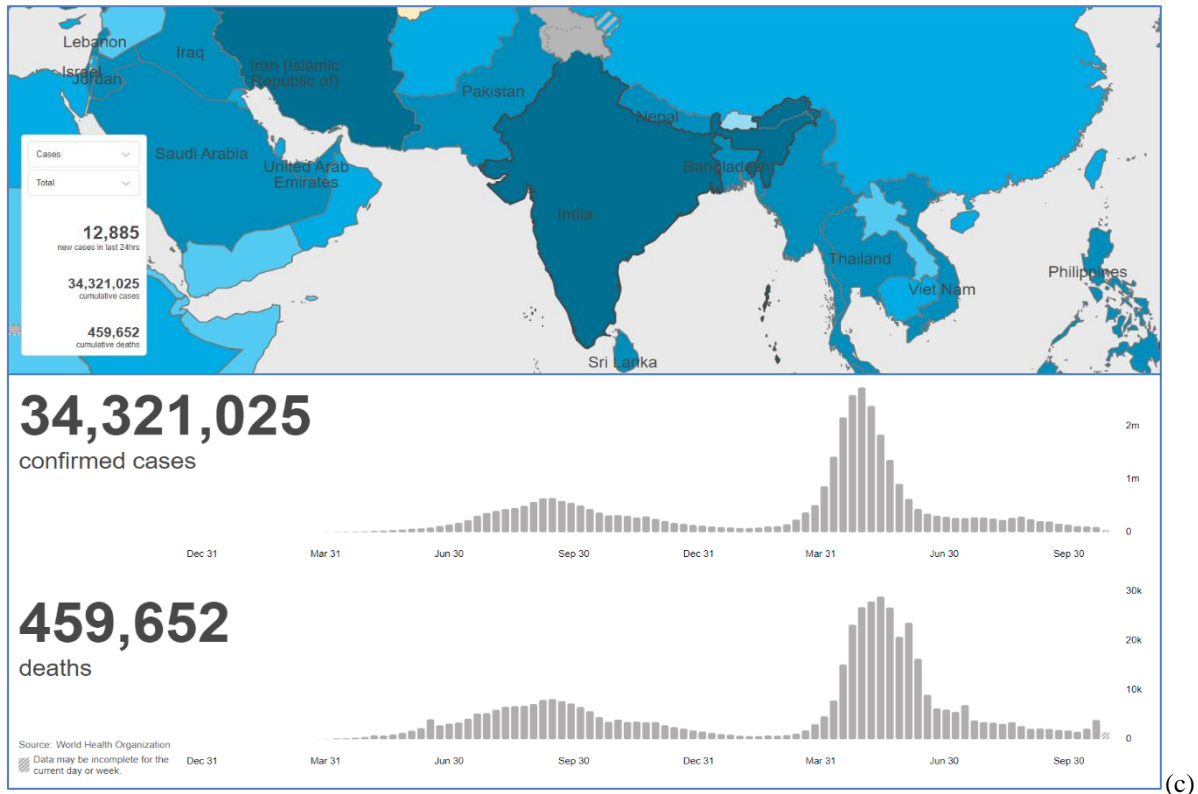 Lebanon
Iraq
Israel
Jordan
Iran (Islamic
Republic of)
Pakistan
Nepal
Saudi Arabia
United Arab
Emirates
Bangladesh
India
Thailand
Viet Nam
Philippines
Sri Lanka
Cases
Total
12,885
new cases in last 24hrs
34,321,025
cumulative cases
459,652
cumulative deaths
34,321,025
confirmed cases
2m
1m
0
Dec 31 Mar 31 Jun 30 Sep 30 Dec 31 Mar 31 Jun 30 Sep 30
459,652
deaths
30k
20k
10k
0
Source: World Health Organization
Data may be incomplete for the
current day or week.
Dec 31 Mar 31 Jun 30 Sep 30 Dec 31 Mar 31 Jun 30 Sep 30
(c)